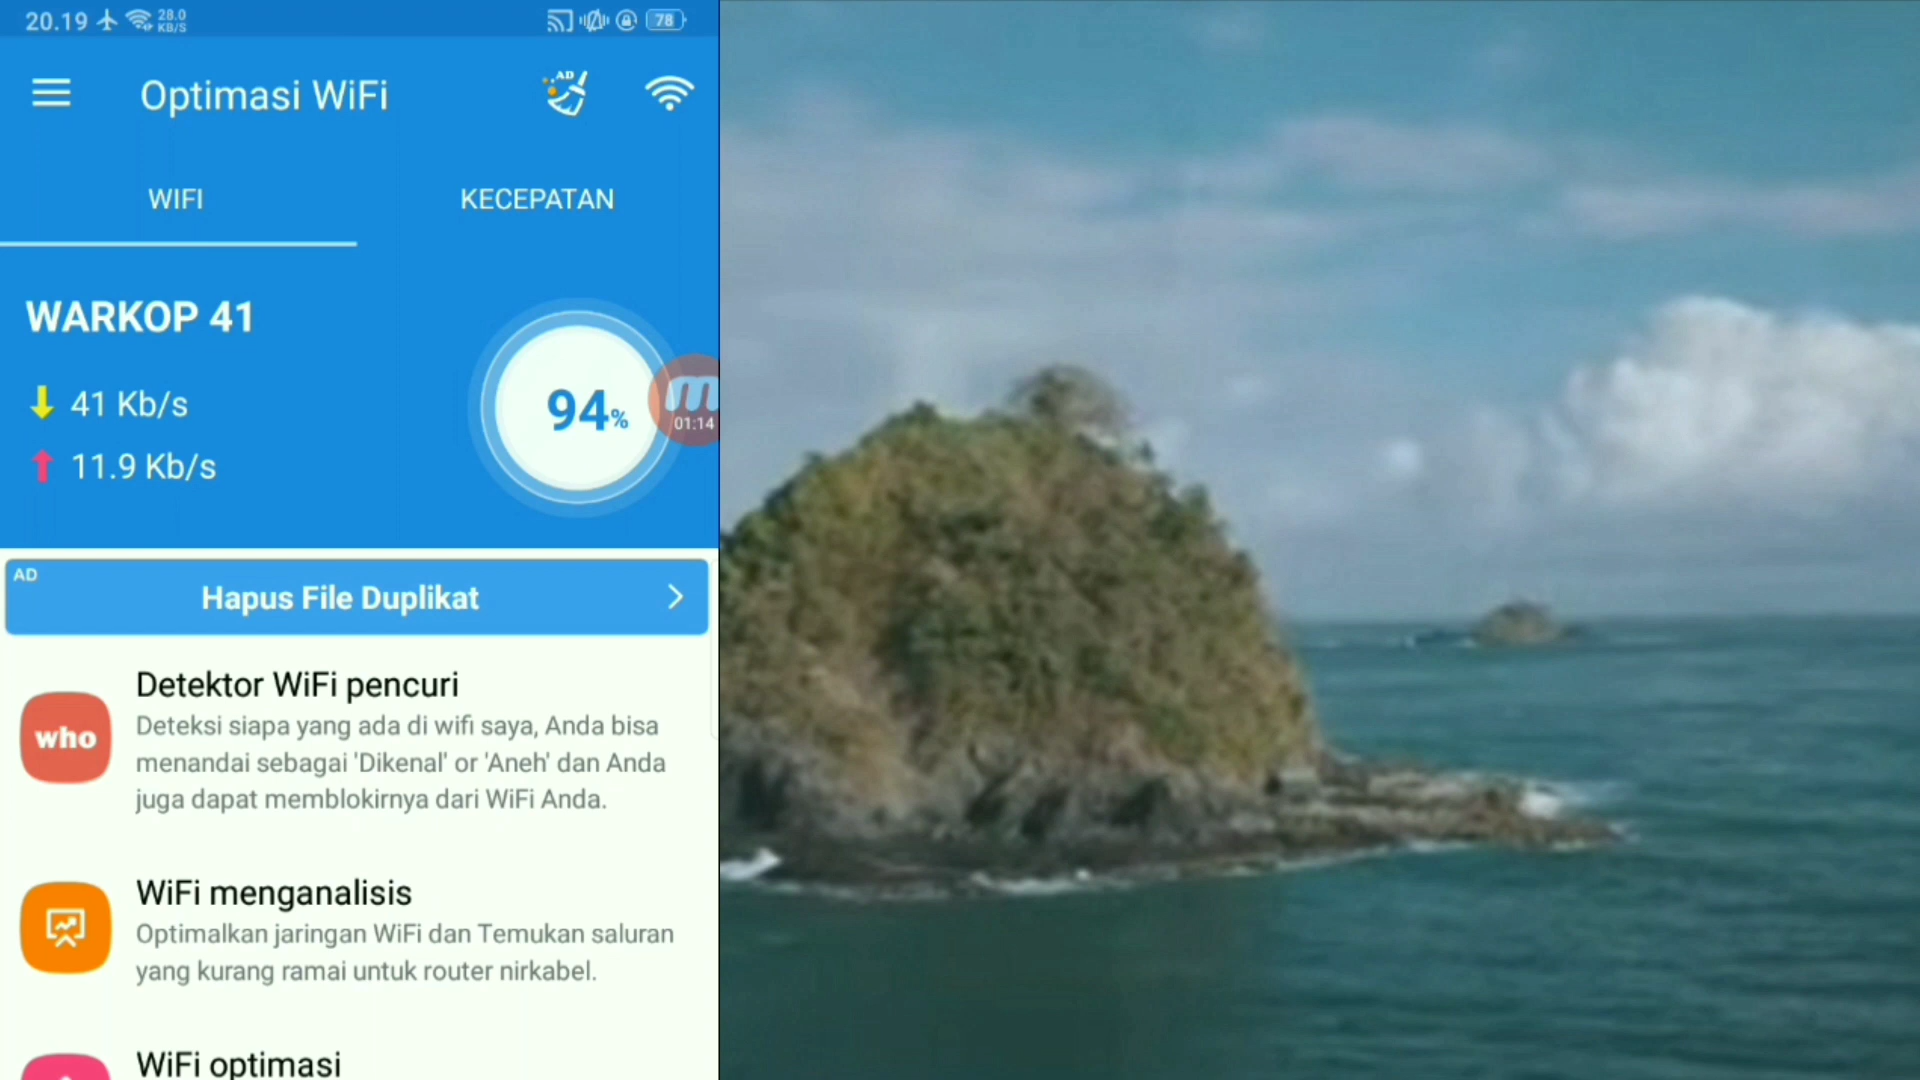 20.19 28.0 KB/S 78
Optimasi WiFi AD
WIFI KECEPATAN
WARKOP 41
41 Kb/s
11.9 Kb/s
94%
m
01:14
AD
Hapus File Duplikat
who
Detektor WiFi pencuri
Deteksi siapa yang ada di wifi saya, Anda bisa
menandai sebagai 'Dikenal' or 'Aneh' dan Anda
juga dapat memblokirnya dari WiFi Anda.
WiFi menganalisis
Optimalkan jaringan WiFi dan Temukan saluran
yang kurang ramai untuk router nirkabel.
WiFi optimasi